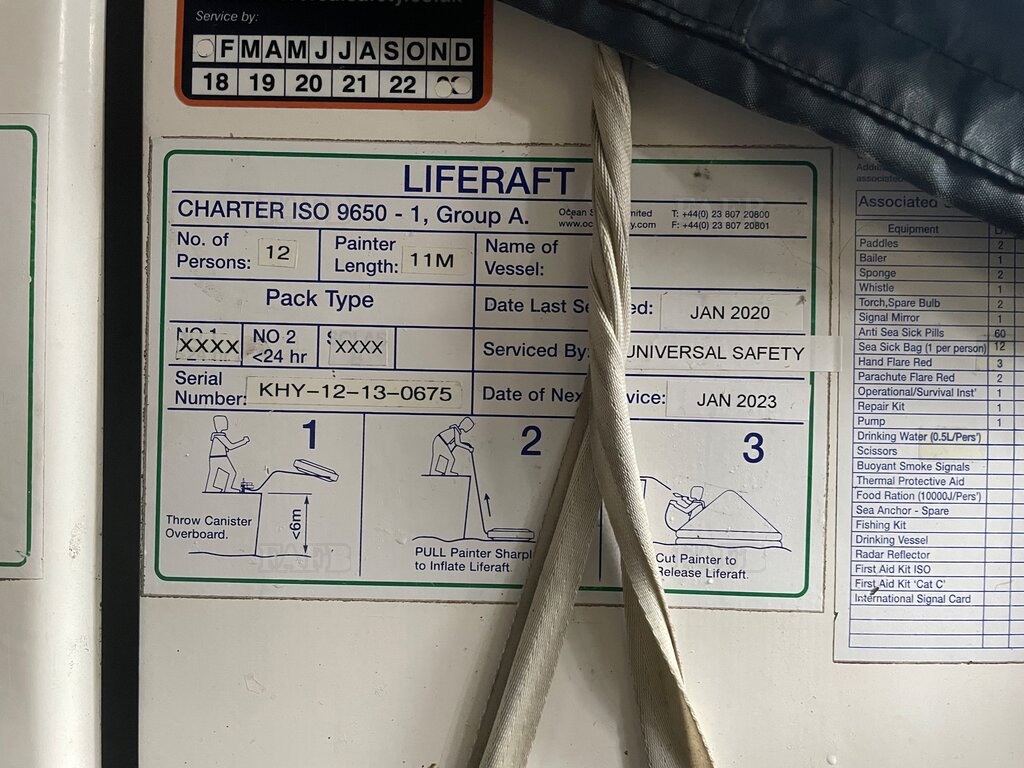 Service by:
F M A M J J A S O N D
18 19 20 21 22
LIFERAFT
CHARTER ISO 9650 - 1, Group A.
Ocean
T: +44(0) 23 807 20800
F: +44(0) 23 807 20801
No. of Persons: 12
Painter Length: 11M
Name of Vessel:
Pack Type
Date Last JAN 2020
XXXX
NO 2 <24 hr
XXXX
Serviced By: UNIVERSAL SAFETY
Serial Number: KHY-12-13-0675
Date of JAN 2023
1
2
3
Throw Canister
Overboard.
<6m
PULL Painter
to Inflate Liferaft.
Cut Painter to
Release Liferaft.
Associated
Equipment
Paddles 2
Bailer 1
Sponge 2
Whistle 1
Torch,Spare Bulb 2
Signal Mirror 1
Anti Sea Sick Pills 60
Sea Sick Bag (1 per person) 12
Hand Flare Red 3
Parachute Flare Red 2
Operational/Survival Inst' 1
Repair Kit 1
Pump 1
Drinking Water (0.5L/Pers')
Scissors
Buoyant Smoke Signals
Thermal Protective Aid
Food Ration (10000J/Pers')
Sea Anchor - Spare
Fishing Kit
Drinking Vessel
Radar Reflector
First Aid Kit ISO
First Aid Kit 'Cat C'
International Signal Card